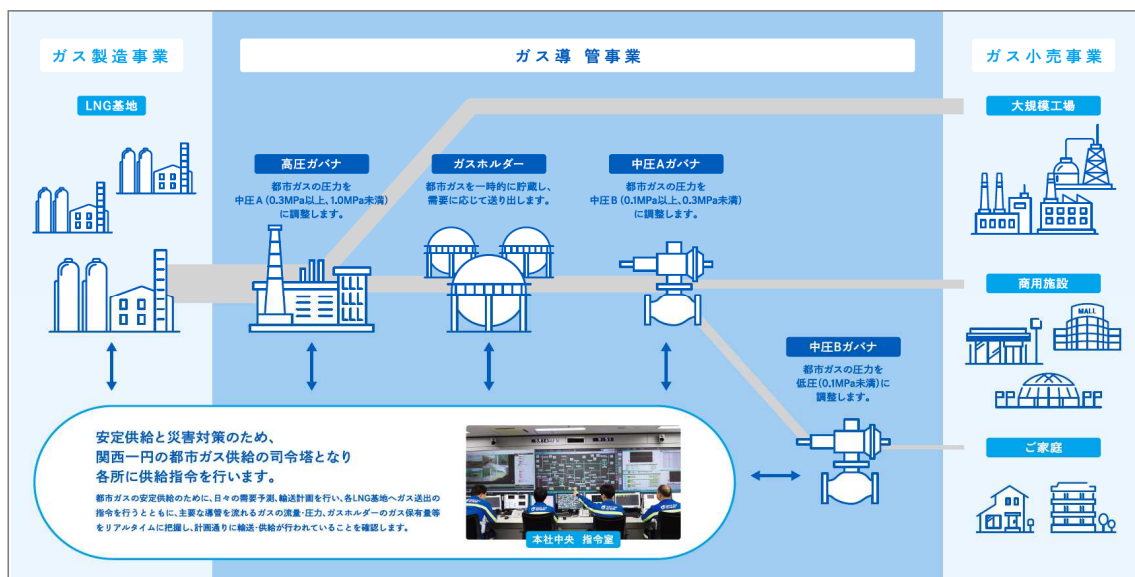 ガス製造事業
ガス導管事業
ガス小売事業
LNG基地
大規模工場
高圧ガバナ
都市ガスの圧力を
中圧A(0.3MPa以上、1.0MPa未満)
に調整します。
ガスホルダー
都市ガスを一時的に貯蔵し、
需要に応じて送り出します。
中圧Aガバナ
都市ガスの圧力を
中圧B(0.1MPa以上、0.3MPa未満)
に調整します。
商用施設
MALL
中圧Bガバナ
都市ガスの圧力を
低圧(0.1MPa未満)に
調整します。
ご家庭
安定供給と災害対策のため、
関西一円の都市ガス供給の司令塔となり
各所に供給指令を行います。
都市ガスの安定供給のために、日々の需要予測、輸送計画を行い、各LNG基地へガス送出の
指令を行うとともに、主要な導管を流れるガスの流量・圧力、ガスホルダーのガス保有量等
をリアルタイムに把握し、計画通りに輸送・供給が行われていることを確認します。
本社中央 指令室